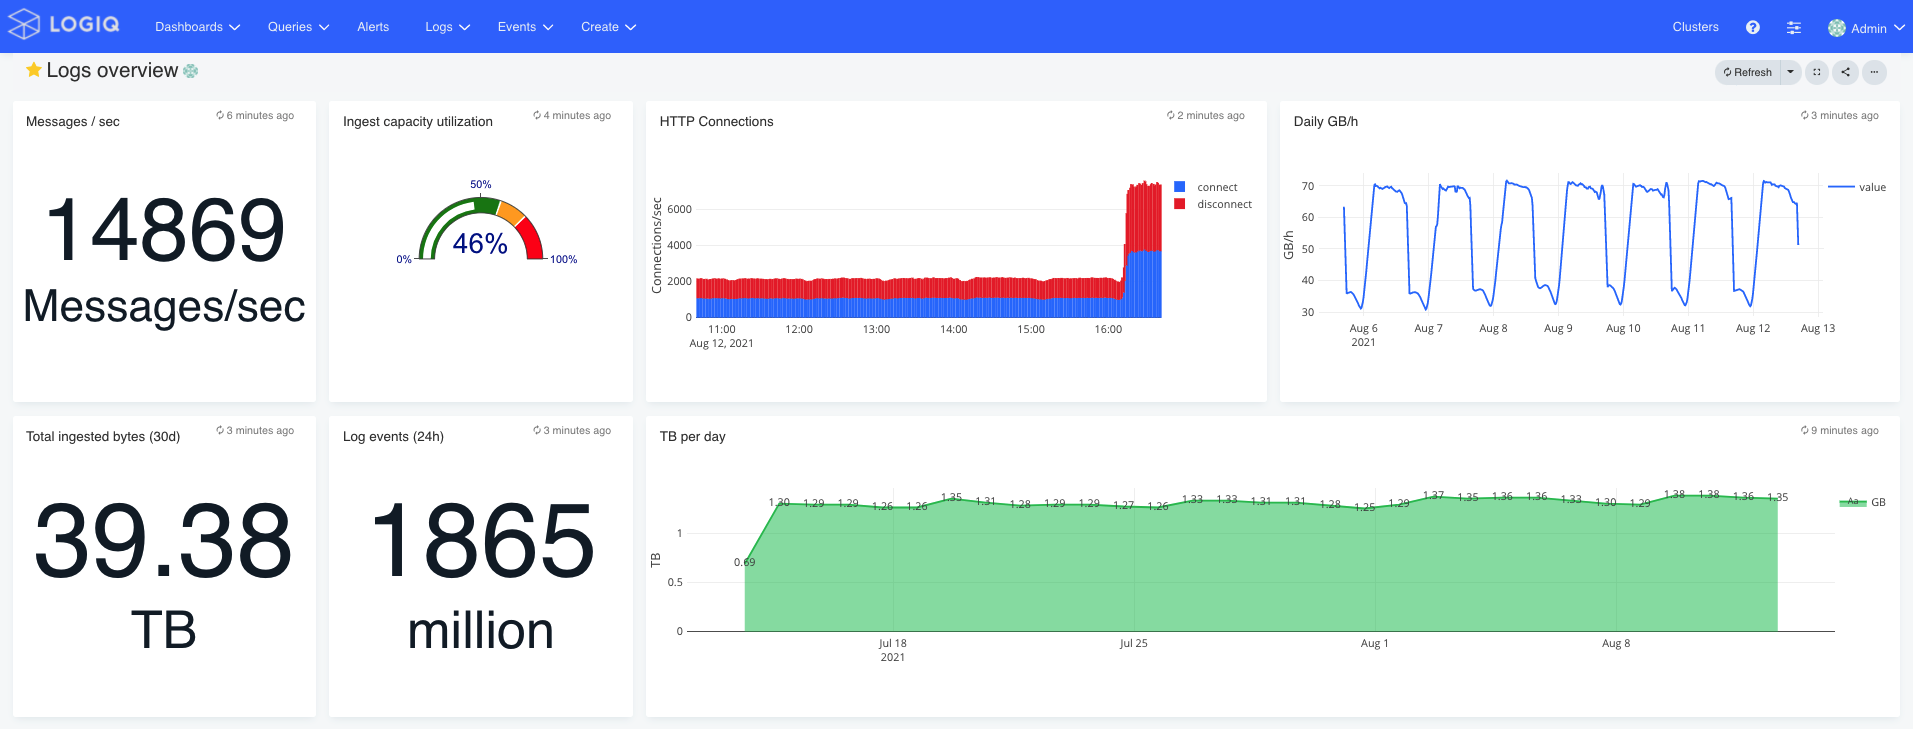 LOGIQ
Dashboards Queries Alerts Logs Events Create Clusters Admin
Logs overview
Refresh
Messages / sec
6 minutes ago
14869
Messages/sec
Ingest capacity utilization
4 minutes ago
50%
46%
0%
100%
HTTP Connections
2 minutes ago
Connections/sec
6000
4000
2000
0
11:00 12:00 13:00 14:00 15:00 16:00
Aug 12, 2021
connect
disconnect
Daily GB/h
3 minutes ago
GB/h
70
60
50
40
30
Aug 6 Aug 7 Aug 8 Aug 9 Aug 10 Aug 11 Aug 12 Aug 13
2021
value
Total ingested bytes (30d)
3 minutes ago
39.38
TB
Log events (24h)
3 minutes ago
1865
million
TB per day
9 minutes ago
TB
1
0.5
0
0.69 1.30 1.29 1.29 1.26 1.26 1.35 1.31 1.28 1.29 1.29 1.27 1.26 1.33 1.33 1.31 1.31 1.28 1.25 1.29 1.37 1.35 1.36 1.36 1.33 1.30 1.29 1.38 1.38 1.36 1.35
Jul 18 Jul 25 Aug 1 Aug 8
2021
Aa GB